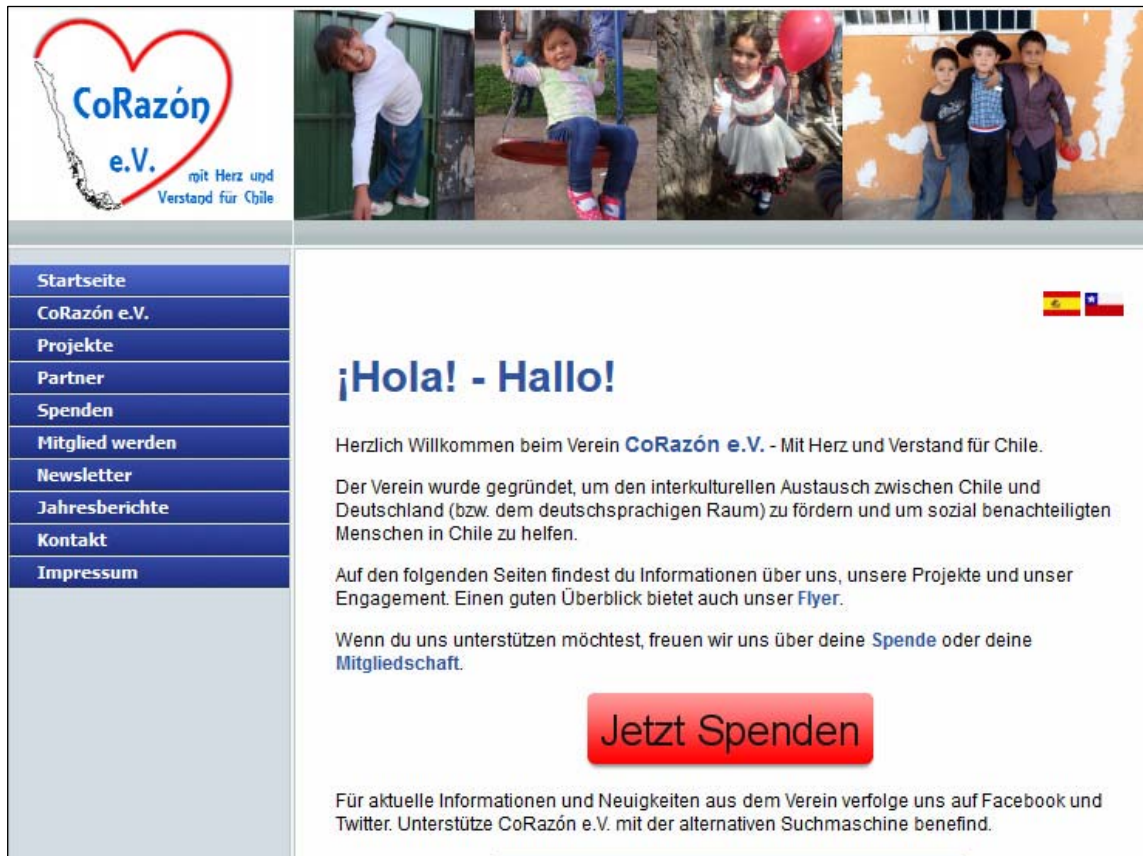 CoRazón
e.V.
mit Herz und
Verstand für Chile
Startseite
CoRazón e.V.
Projekte
Partner
Spenden
Mitglied werden
Newsletter
Jahresberichte
Kontakt
Impressum
¡Hola! - Hallo!
Herzlich Willkommen beim Verein CoRazón e.V. - Mit Herz und Verstand für Chile.
Der Verein wurde gegründet, um den interkulturellen Austausch zwischen Chile und
Deutschland (bzw. dem deutschsprachigen Raum) zu fördern und um sozial benachteiligten
Menschen in Chile zu helfen.
Auf den folgenden Seiten findest du Informationen über uns, unsere Projekte und unser
Engagement. Einen guten Überblick bietet auch unser Flyer.
Wenn du uns unterstützen möchtest, freuen wir uns über deine Spende oder deine
Mitgliedschaft.
Jetzt Spenden
Für aktuelle Informationen und Neuigkeiten aus dem Verein verfolge uns auf Facebook und
Twitter. Unterstütze CoRazón e.V. mit der alternativen Suchmaschine benefind.